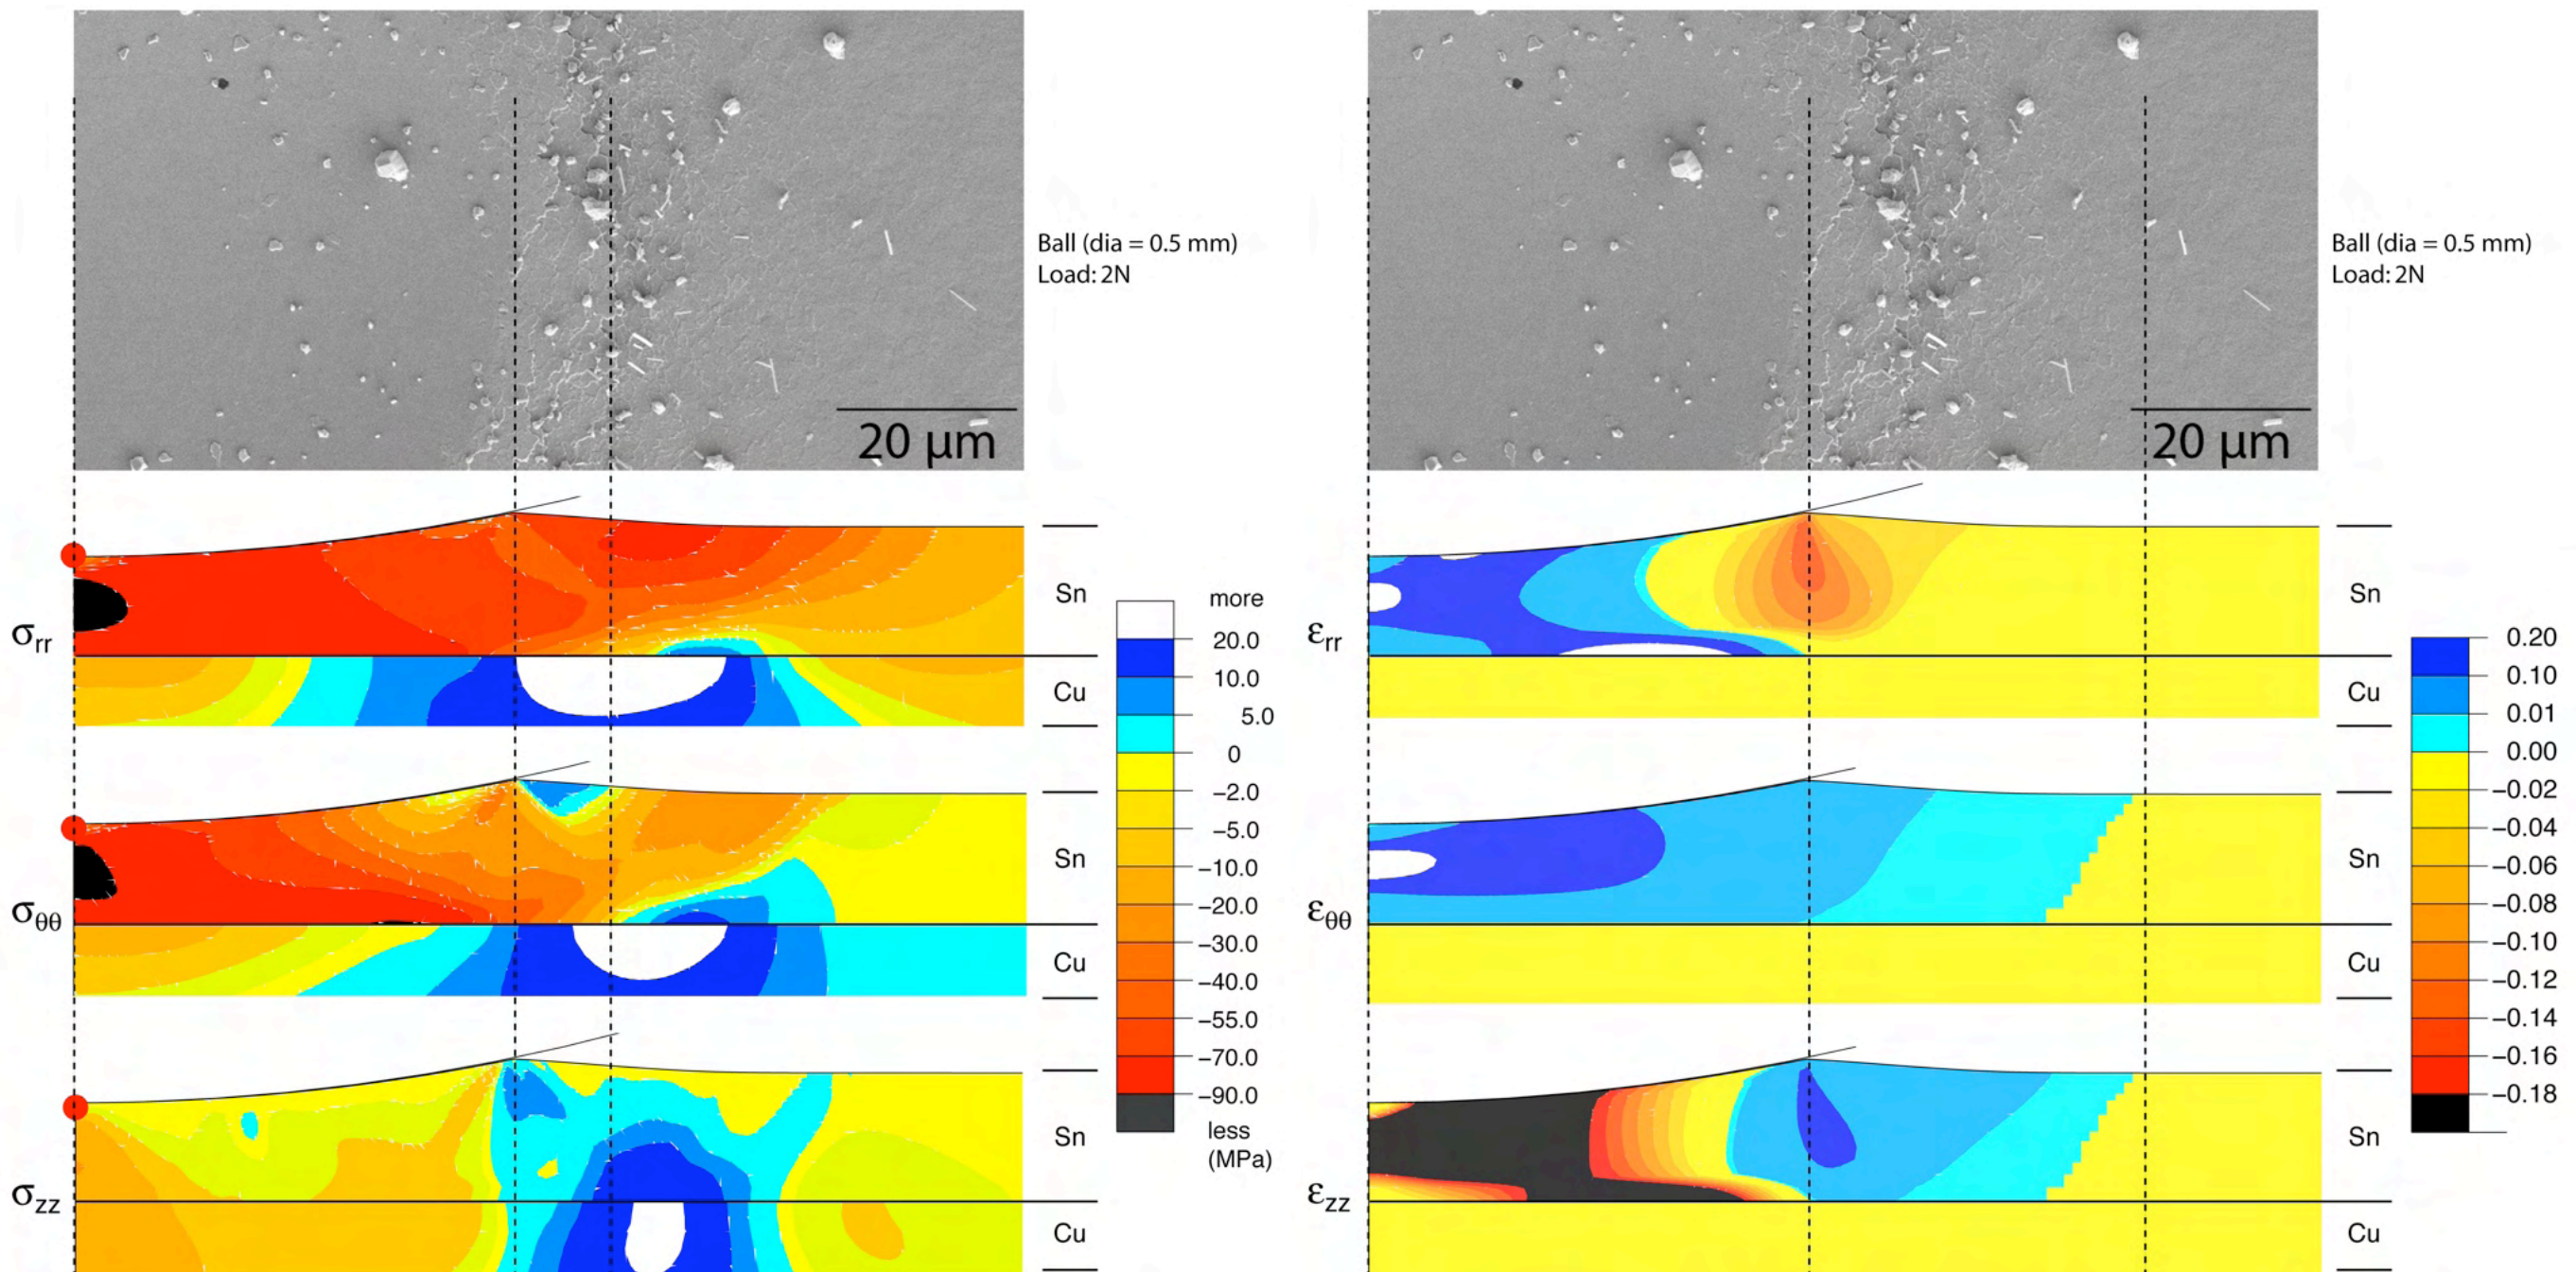 20 μm
Ball (dia = 0.5 mm)
Load: 2N
σrr
Sn
Cu
σθθ
Sn
Cu
σzz
Sn
Cu
more
20.0
10.0
5.0
0
−2.0
−5.0
−10.0
−20.0
−30.0
−40.0
−55.0
−70.0
−90.0
less
(MPa)
20 μm
Ball (dia = 0.5 mm)
Load: 2N
εrr
Sn
Cu
εθθ
Sn
Cu
εzz
Sn
Cu
0.20
0.10
0.01
0.00
−0.02
−0.04
−0.06
−0.08
−0.10
−0.12
−0.14
−0.16
−0.18